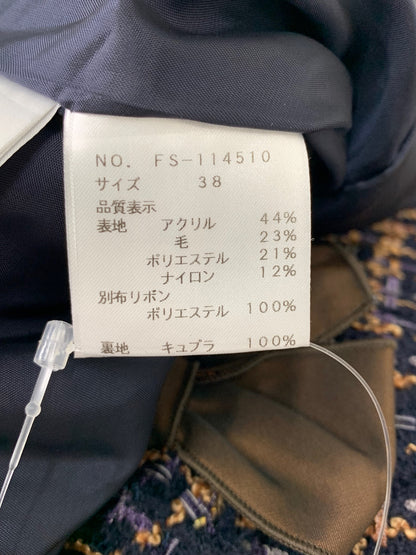 NO. FS-114510
サイズ 38
品質表示
表地 アクリル 44%
毛 23%
ポリエステル 21%
ナイロン 12%
別布リボン
ポリエステル 100%
裏地 キュプラ 100%